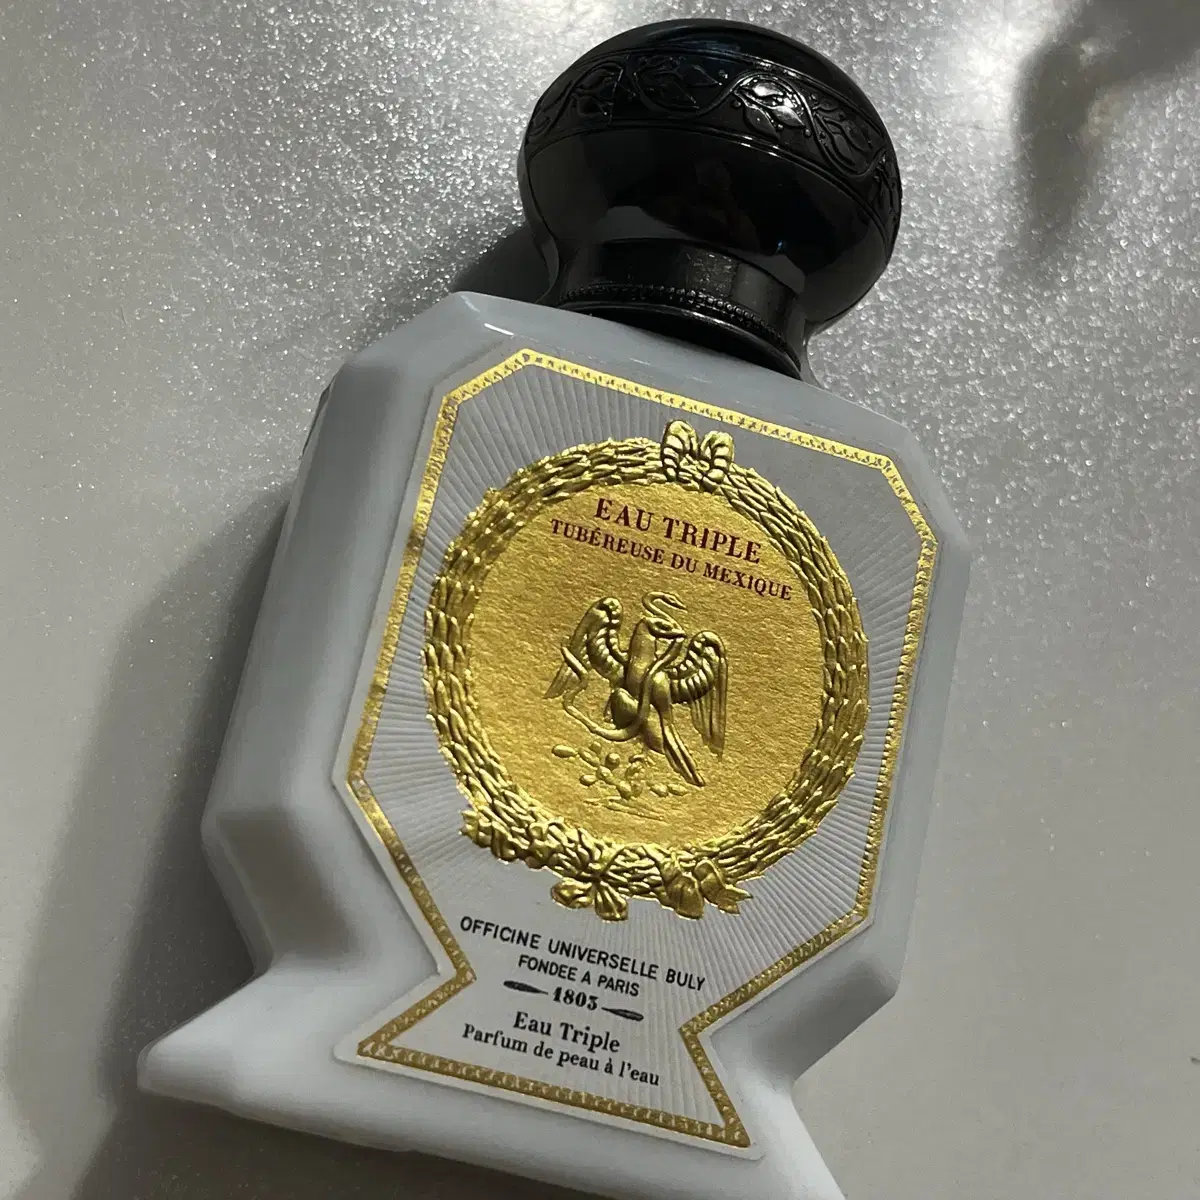 EAU TRIPLE
TUBÉREUSE DU MEXIQUE
OFFICINE UNIVERSELLE BULY
FONDEE A PARIS
1803
Eau Triple
Parfum de peau à l'eau